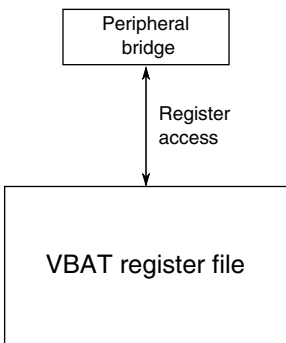 Peripheral
bridge
Register
access
VBAT register file